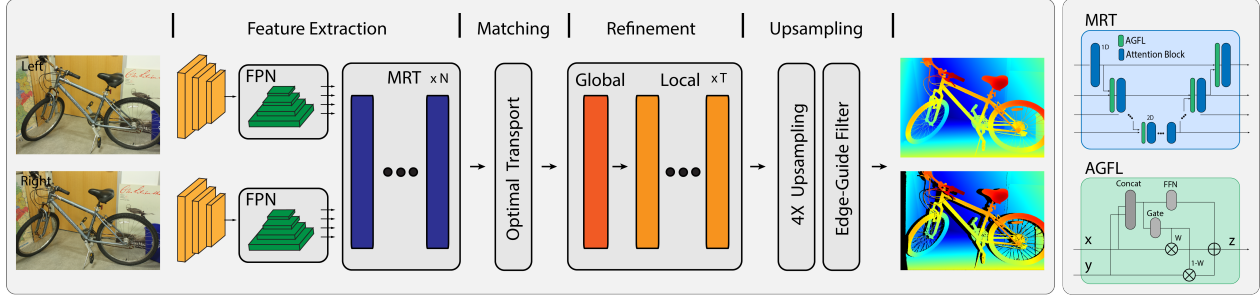 Feature Extraction
Matching
Refinement
Upsampling
Left
Right
FPN
FPN
MRT x N
Optimal Transport
Global
Local x T
4X Upsampling
Edge-Guide Filter
MRT
AGFL
Attention Block
1D
2D
AGFL
Concat
FFN
Gate
x
W
z
y
1-W